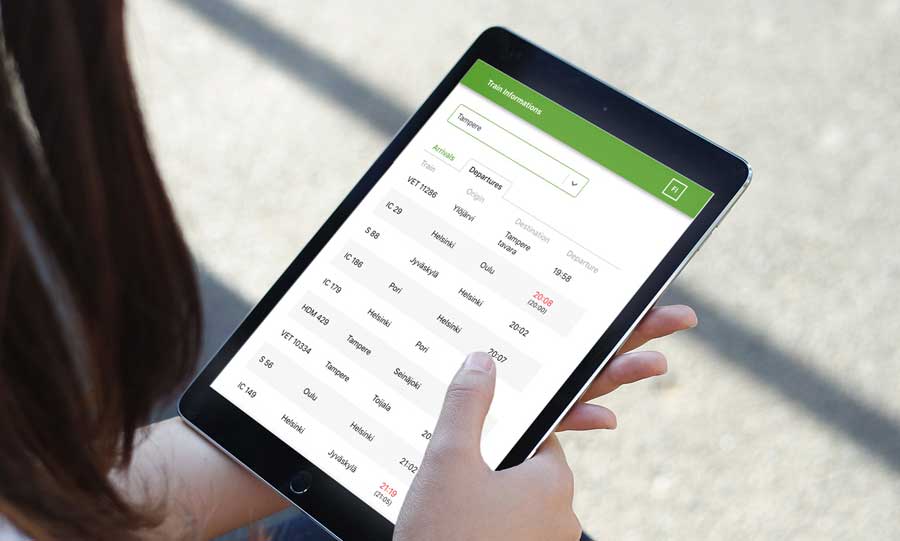 Train Informations
FI
Tampere
Arrivals Departures
Train Origin Destination Departure
VET 11286 Ylöjärvi Tampere tavara 19:58
IC 29 Helsinki Oulu 20:08 (20:00)
S 88 Jyväskylä Helsinki 20:02
IC 186 Pori Helsinki 20:07
IC 179 Helsinki Pori
HDM 429 Tampere Seinäjoki
VET 10334 Tampere Toijala 20
S 56 Oulu Helsinki 21:02
IC 149 Helsinki Jyväskylä 21:19 (21:05)